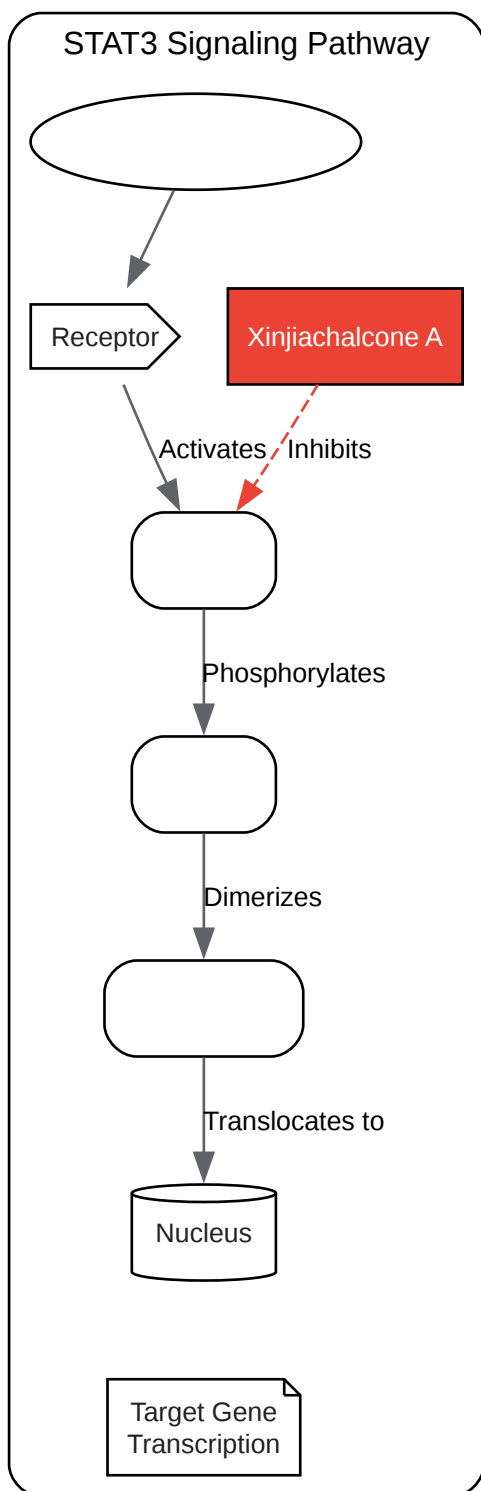 STAT3 Signaling Pathway
Receptor
Xinjiachalcone A
Activates
Inhibits
Phosphorylates
Dimerizes
Translocates to
Nucleus
Target Gene
Transcription